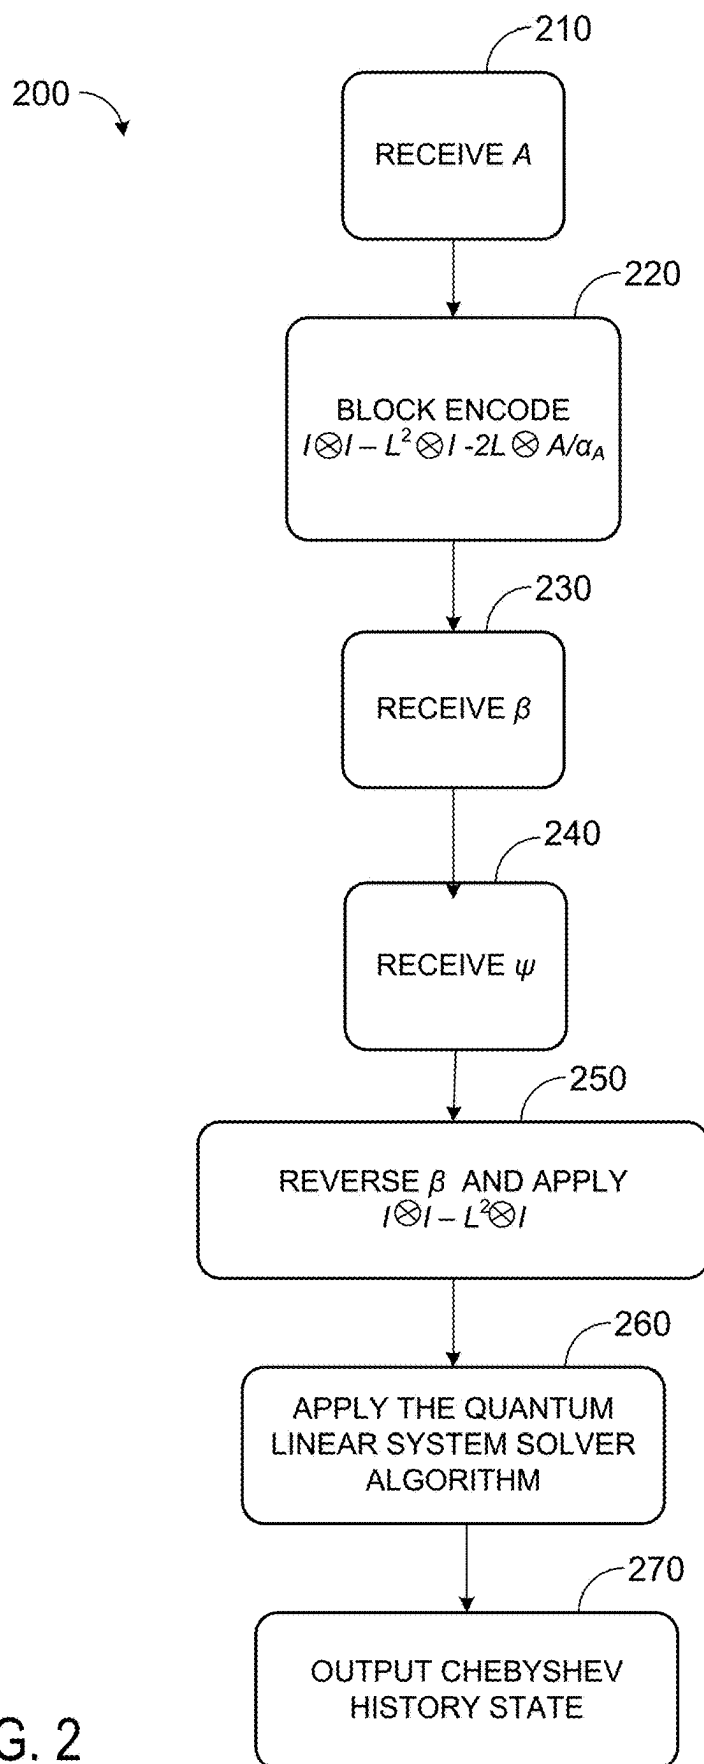 200
210
RECEIVE A
220
BLOCK ENCODE
I⊗I – L² ⊗ I -2L ⊗ A/α_A
230
RECEIVE β
240
RECEIVE ψ
250
REVERSE β AND APPLY
I⊗I – L²⊗I
260
APPLY THE QUANTUM
LINEAR SYSTEM SOLVER
ALGORITHM
270
OUTPUT CHEBYSHEV
HISTORY STATE
G. 2